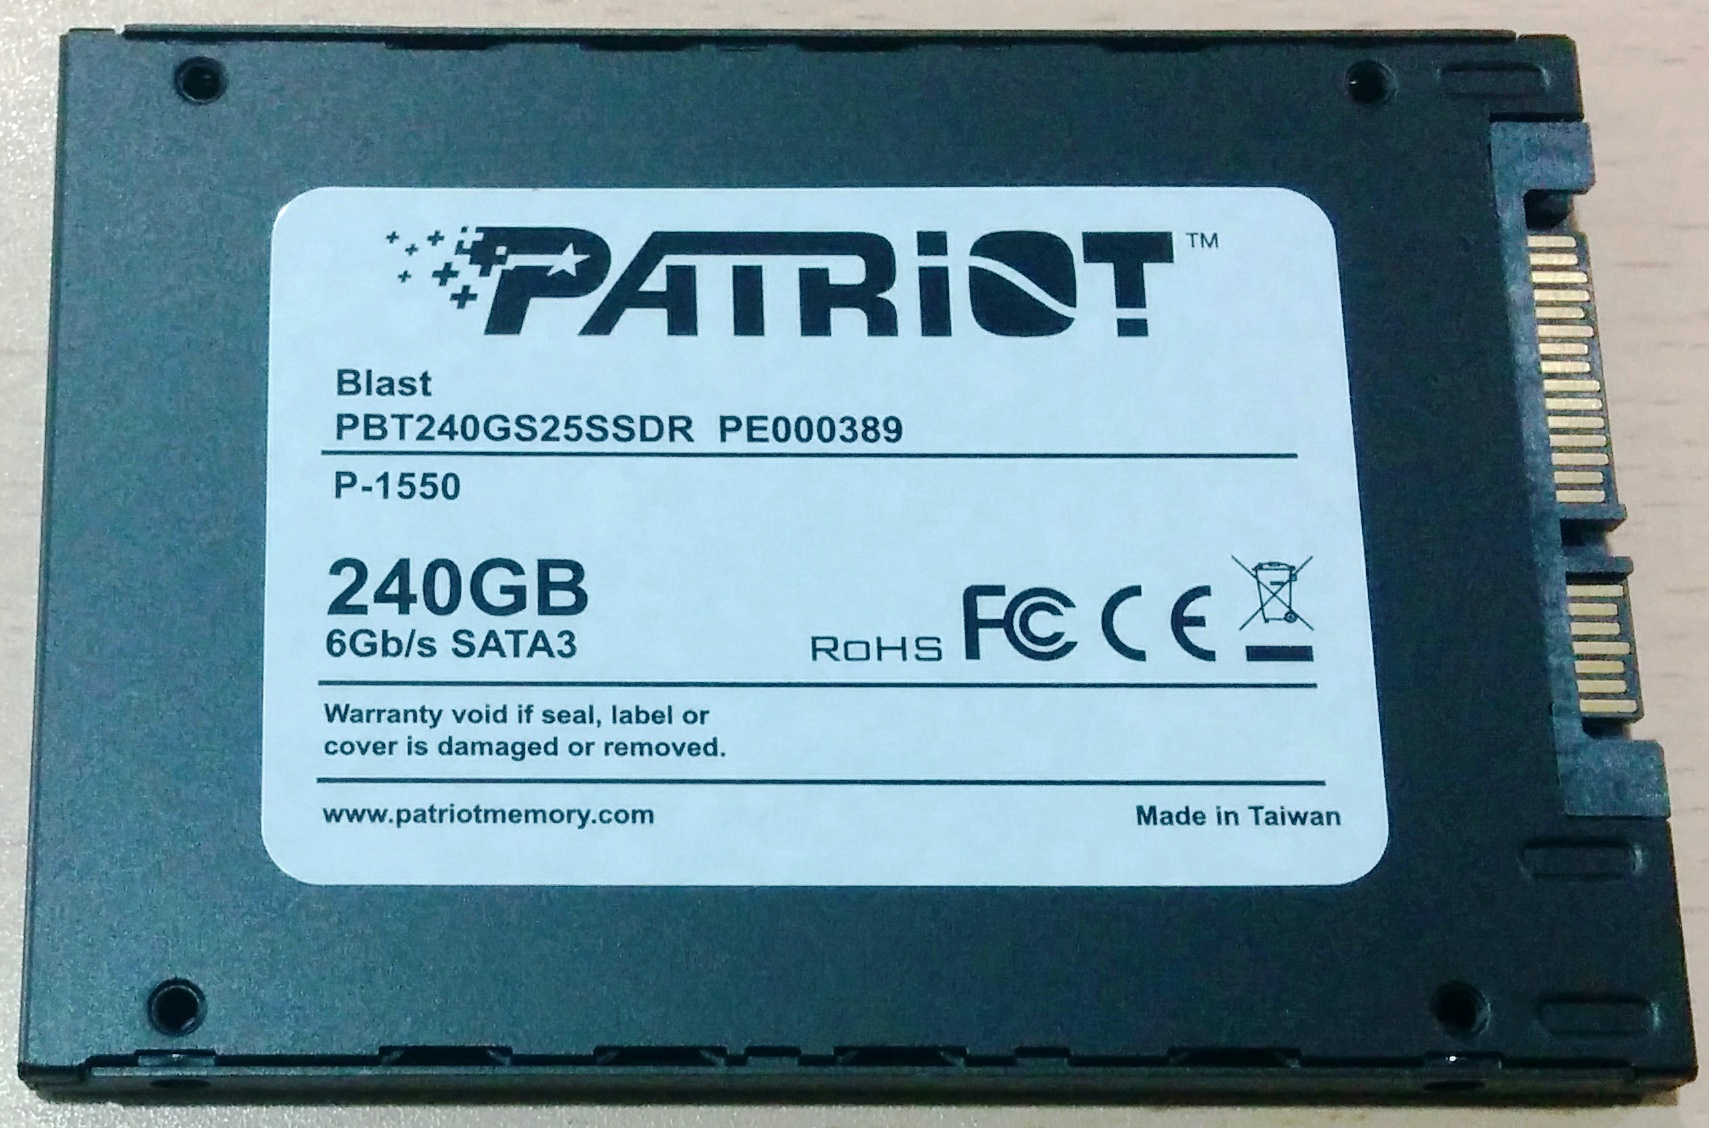 PATRiOT™
Blast
PBT240GS25SSDR PE000389
P-1550
240GB
6Gb/s SATA3
RoHS FC CE
Warranty void if seal, label or
cover is damaged or removed.
www.patriotmemory.com Made in Taiwan